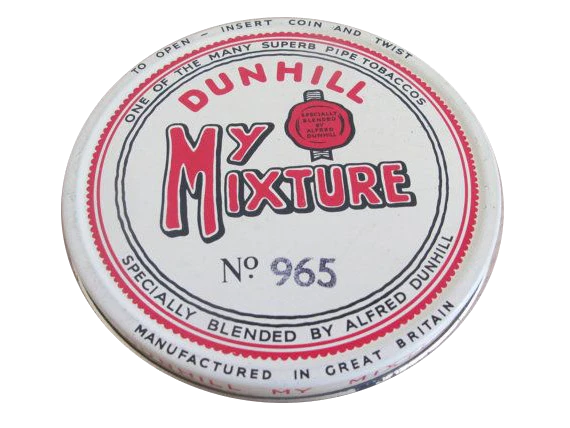 TO OPEN - INSERT COIN AND TWIST
ONE OF THE MANY SUPERB PIPE TOBACCOS
DUNHILL
SPECIALLY
BLENDED
BY
ALFRED
DUNHILL
MY
MIXTURE
Nº 965
SPECIALLY BLENDED BY ALFRED DUNHILL
MANUFACTURED IN GREAT BRITAIN
MY